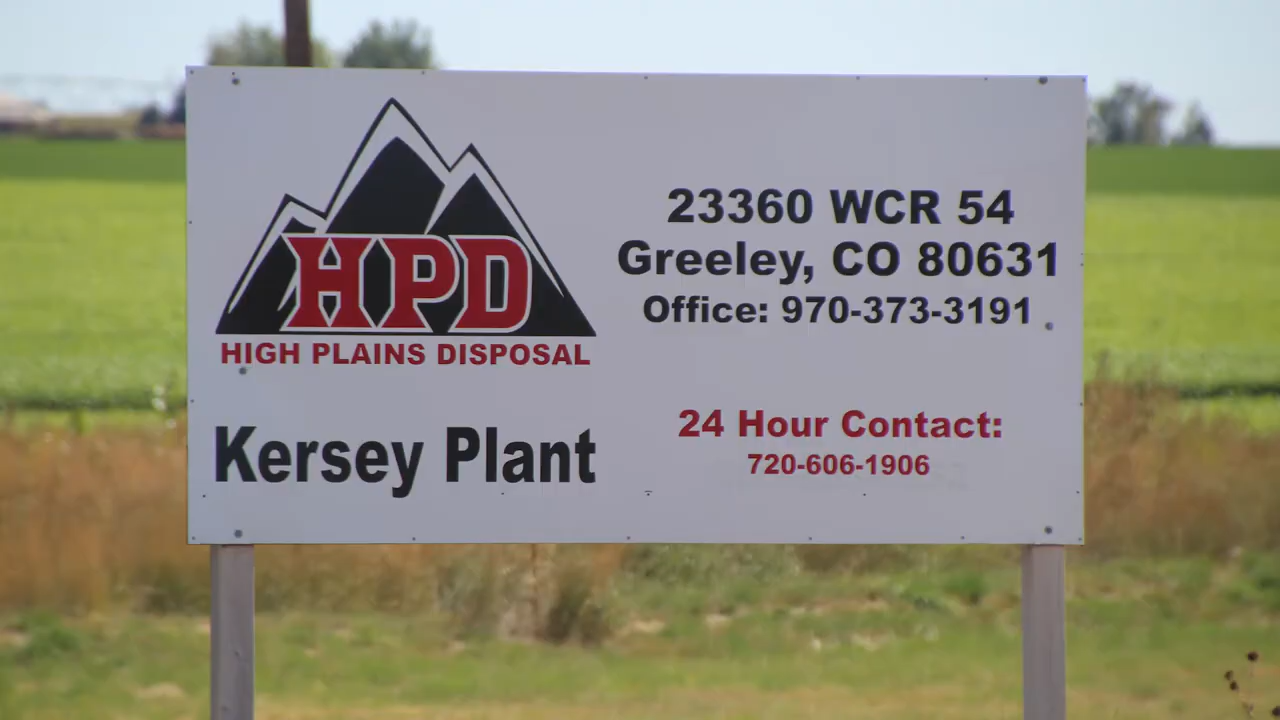 HPD
HIGH PLAINS DISPOSAL
Kersey Plant
23360 WCR 54
Greeley, CO 80631
Office: 970-373-3191
24 Hour Contact:
720-606-1906